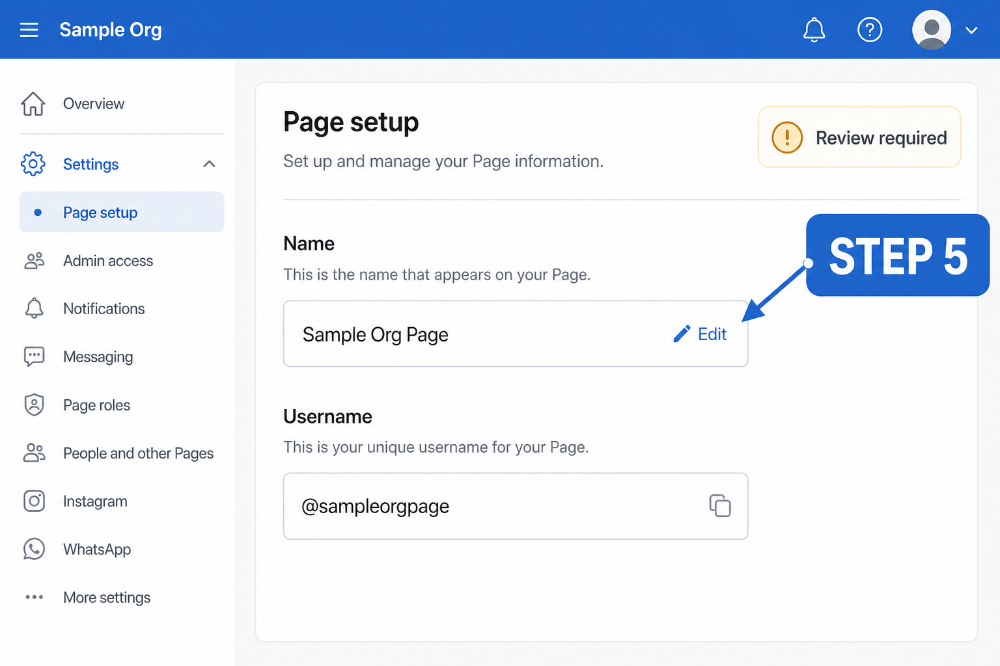 Sample Org
Overview
Settings
Page setup
Admin access
Notifications
Messaging
Page roles
People and other Pages
Instagram
WhatsApp
More settings
Page setup
Set up and manage your Page information.
Review required
Name
This is the name that appears on your Page.
Sample Org Page
Edit
STEP 5
Username
This is your unique username for your Page.
@sampleorgpage